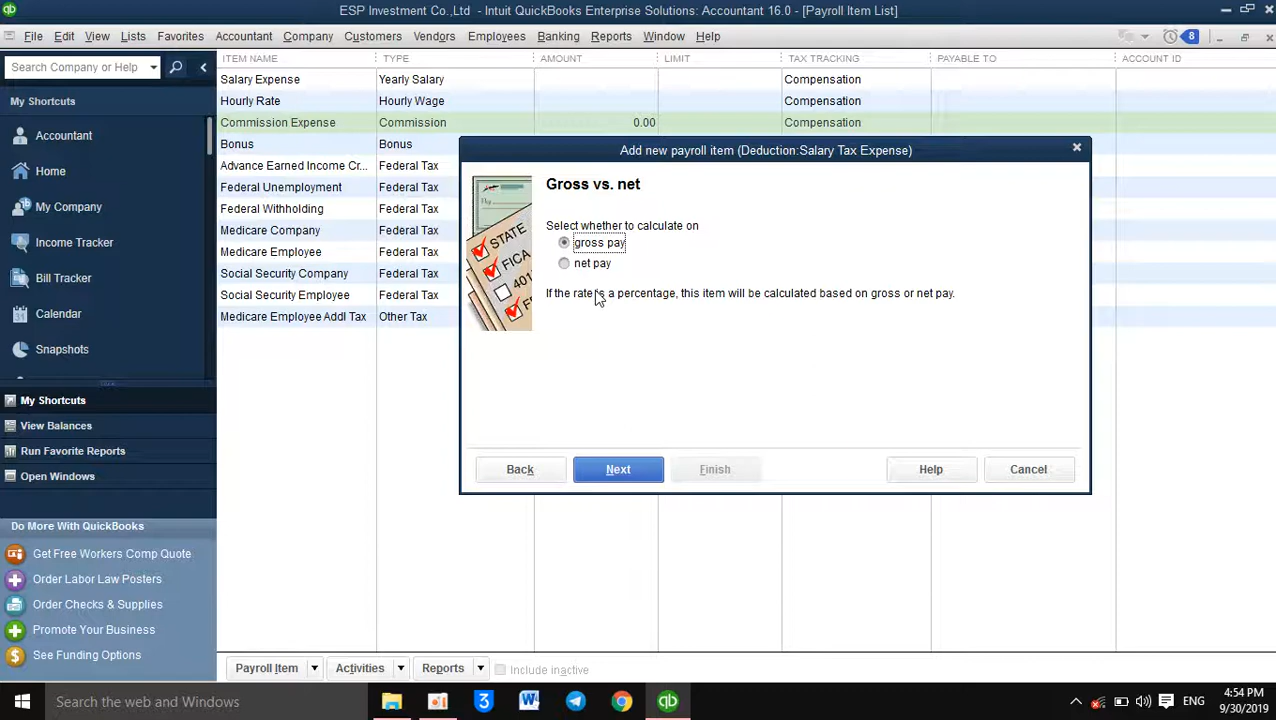 ESP Investment Co.,Ltd - Intuit QuickBooks Enterprise Solutions: Accountant 16.0 - [Payroll Item List]
File Edit View Lists Favorites Accountant Company Customers Vendors Employees Banking Reports Window Help 8
Search Company or Help
My Shortcuts
Accountant
Home
My Company
Income Tracker
Bill Tracker
Calendar
Snapshots
My Shortcuts
View Balances
Run Favorite Reports
Open Windows
Do More With QuickBooks
Get Free Workers Comp Quote
Order Labor Law Posters
Order Checks & Supplies
Promote Your Business
See Funding Options
ITEM NAME TYPE AMOUNT LIMIT TAX TRACKING PAYABLE TO ACCOUNT ID
Salary Expense Yearly Salary Compensation
Hourly Rate Hourly Wage Compensation
Commission Expense Commission 0.00 Compensation
Bonus Bonus
Advance Earned Income Cr... Federal Tax
Federal Unemployment Federal Tax
Federal Withholding Federal Tax
Medicare Company Federal Tax
Medicare Employee Federal Tax
Social Security Company Federal Tax
Social Security Employee Federal Tax
Medicare Employee Addl Tax Other Tax
Add new payroll item (Deduction:Salary Tax Expense)
STATE
FICA
Gross vs. net
Select whether to calculate on
gross pay
net pay
If the rate is a percentage, this item will be calculated based on gross or net pay.
Back Next Finish Help Cancel
Payroll Item Activities Reports Include inactive
Search the web and Windows
ENG
4:54 PM
9/30/2019